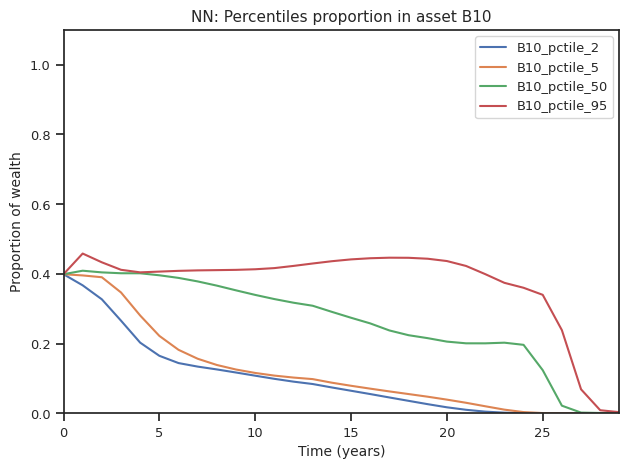 NN: Percentiles proportion in asset B10
B10_pctile_2
B10_pctile_5
B10_pctile_50
B10_pctile_95
Proportion of wealth
1.0
0.8
0.6
0.4
0.2
0.0
0 5 10 15 20 25
Time (years)